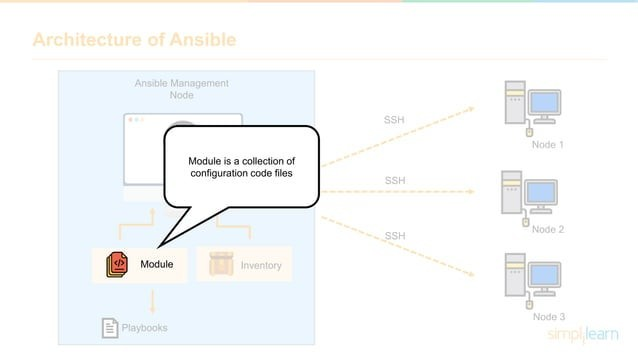 Architecture of Ansible
Ansible Management
Node
Module is a collection of
configuration code files
SSH
Node 1
SSH
Node 2
SSH
Module
Inventory
Node 3
Playbooks
simplilearn